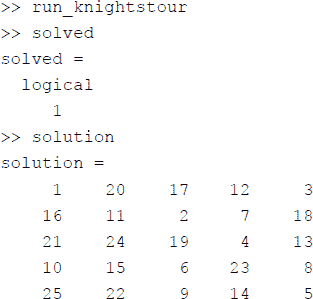 >> run_knightstour
>> solved
solved =
logical
1
>> solution
solution =
1 20 17 12 3
16 11 2 7 18
21 24 19 4 13
10 15 6 23 8
25 22 9 14 5